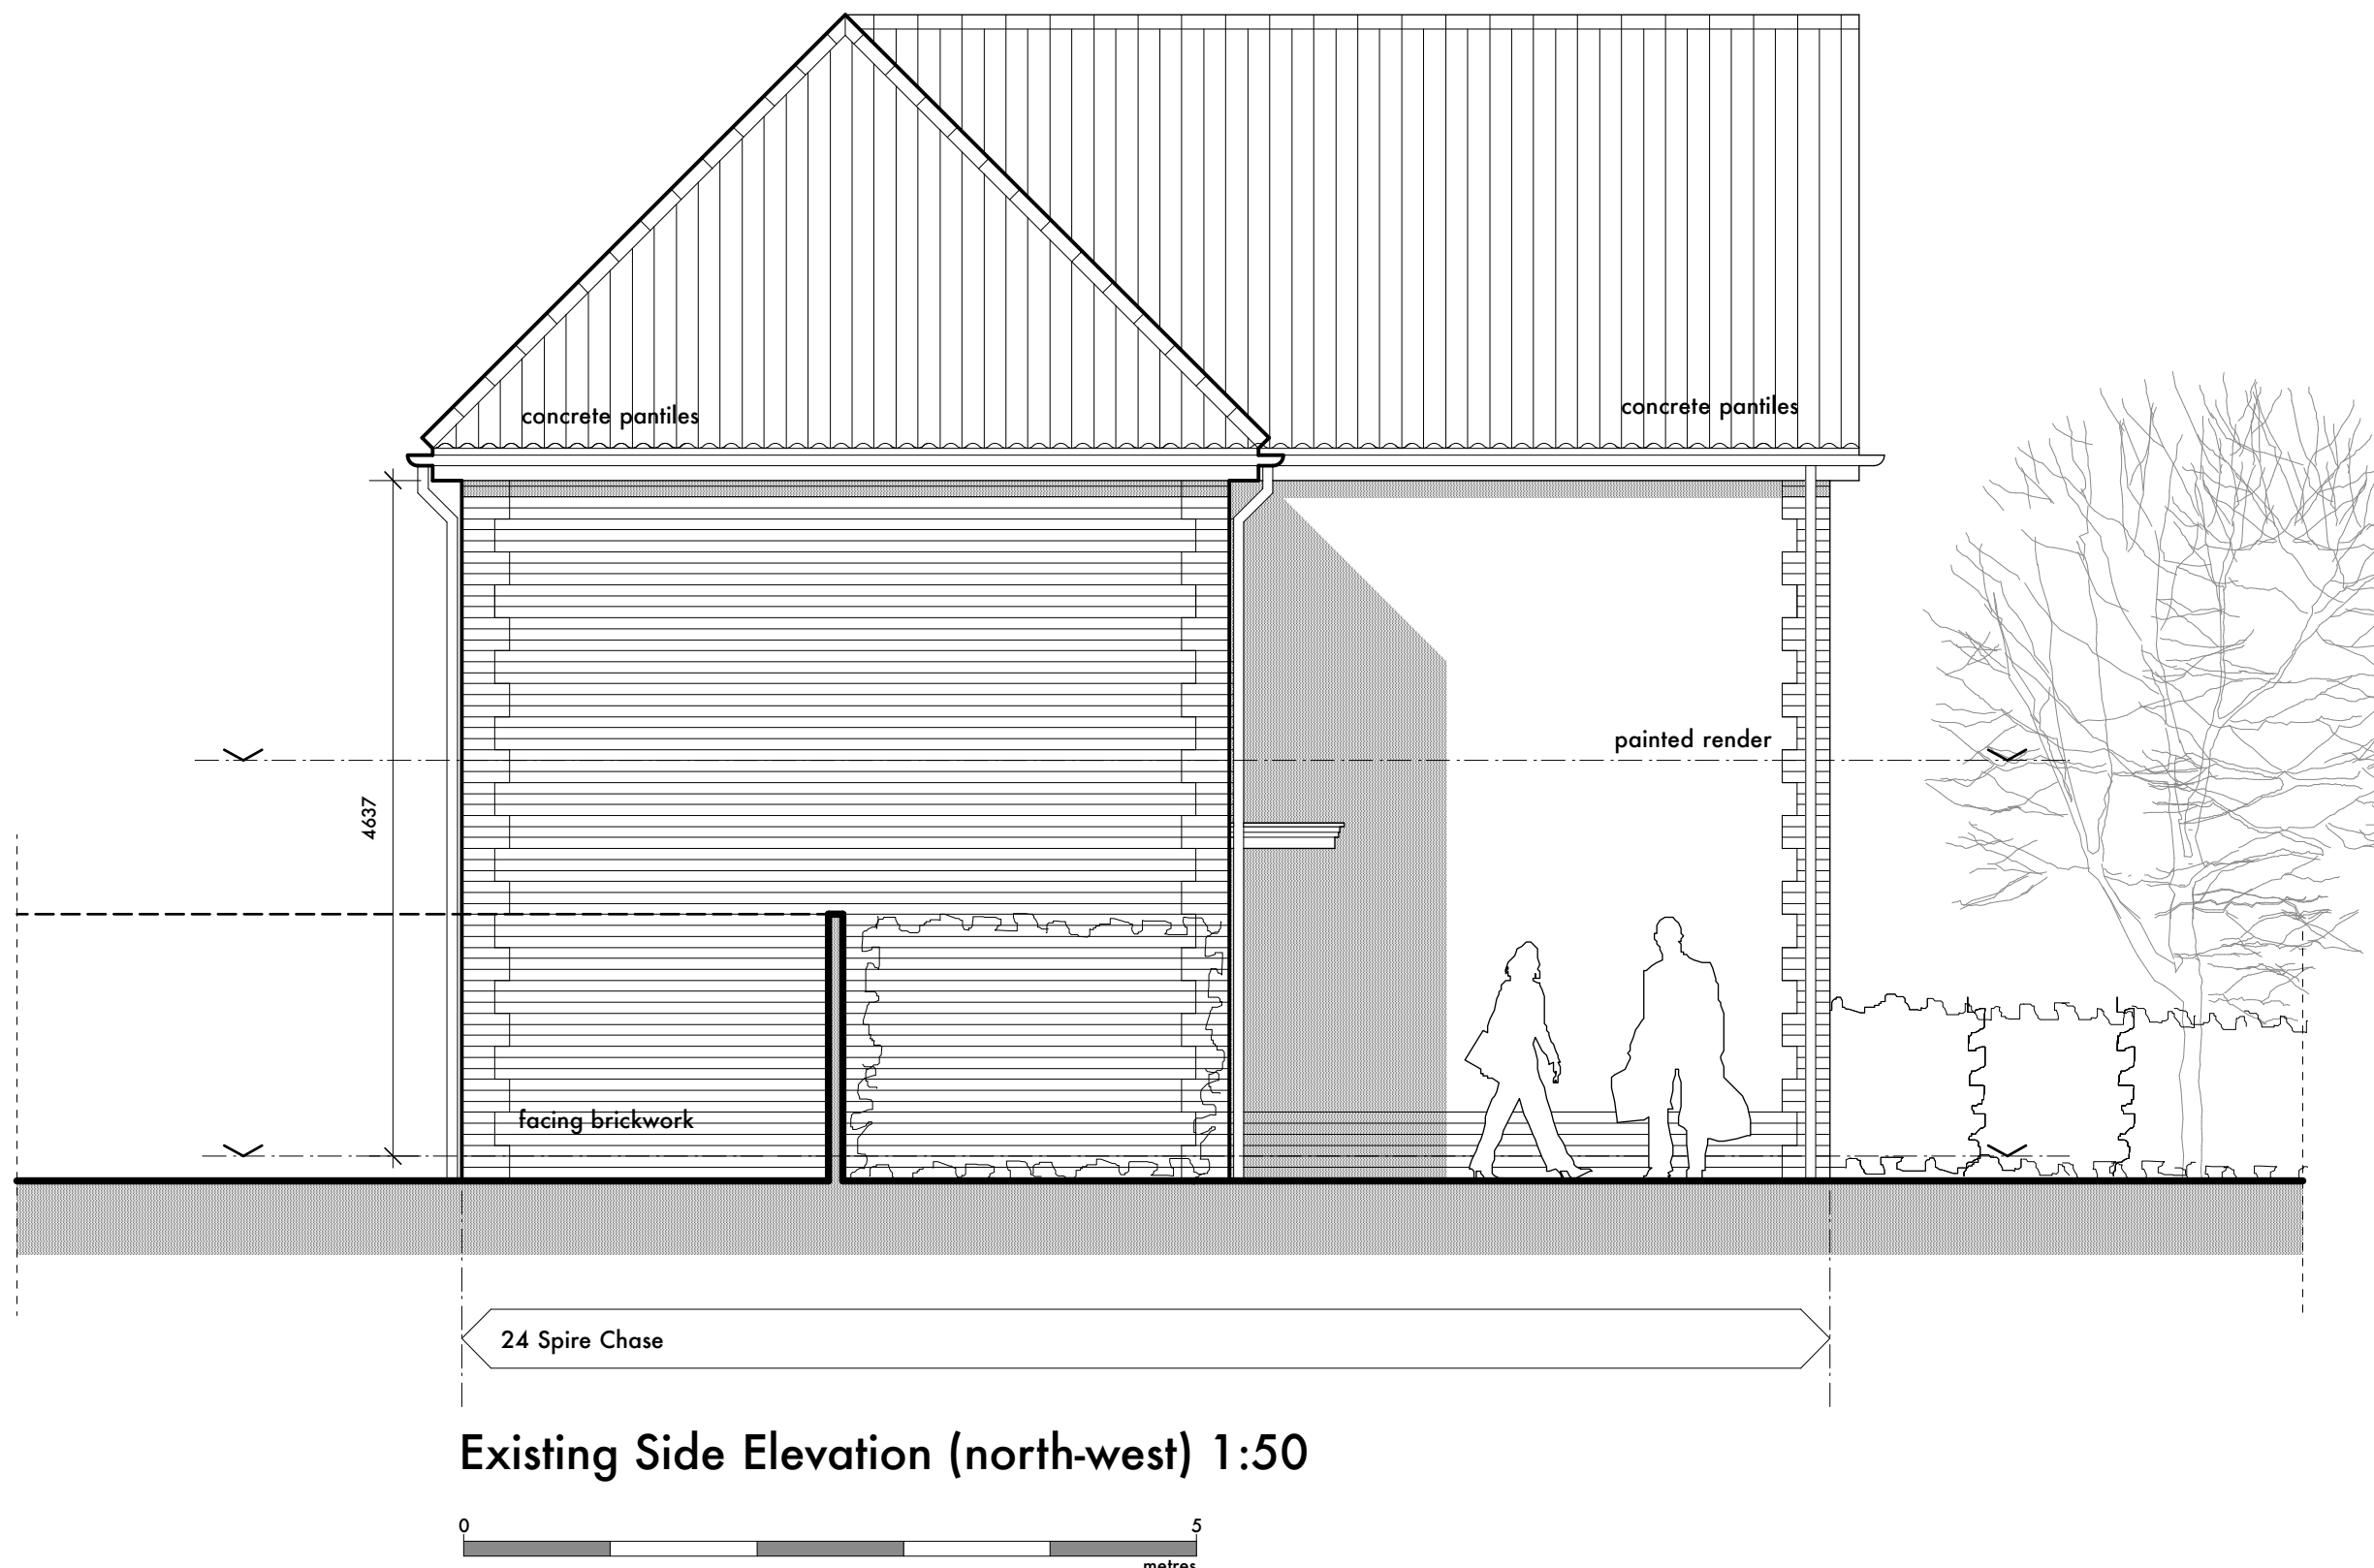 concrete pantiles
concrete pantiles
painted render
4637
facing brickwork
24 Spire Chase
Existing Side Elevation (north-west) 1:50
0 5
metres